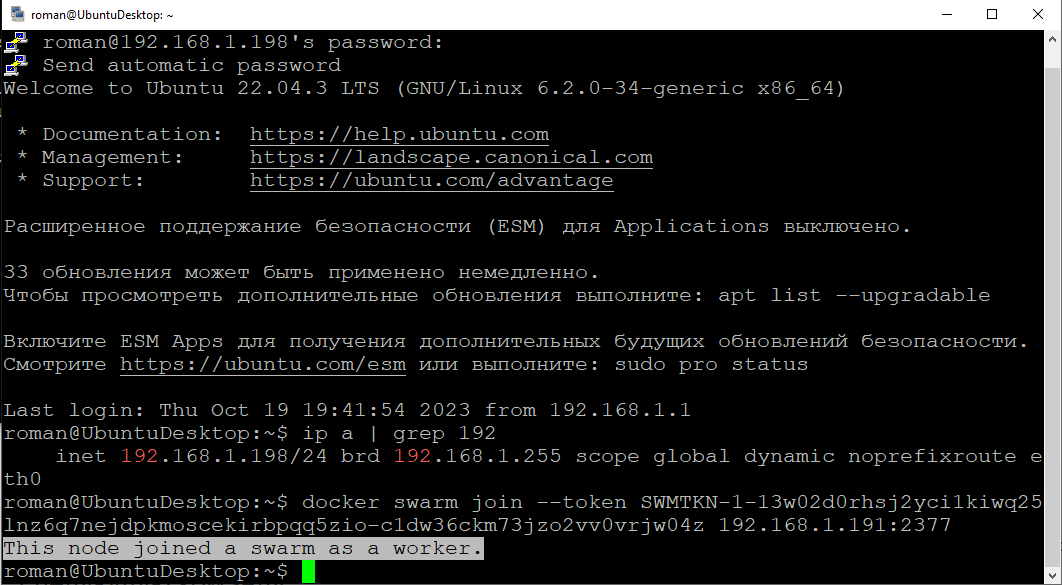 roman@UbuntuDesktop: ~
roman@192.168.1.198's password:
Send automatic password
Welcome to Ubuntu 22.04.3 LTS (GNU/Linux 6.2.0-34-generic x86_64)
* Documentation:  https://help.ubuntu.com
* Management:     https://landscape.canonical.com
* Support:        https://ubuntu.com/advantage
Расширенное поддержание безопасности (ESM) для Applications выключено.
33 обновления может быть применено немедленно.
Чтобы просмотреть дополнительные обновления выполните: apt list --upgradable
Включите ESM Apps для получения дополнительных будущих обновлений безопасности.
Смотрите https://ubuntu.com/esm или выполните: sudo pro status
Last login: Thu Oct 19 19:41:54 2023 from 192.168.1.1
roman@UbuntuDesktop:~$ ip a | grep 192
inet 192.168.1.198/24 brd 192.168.1.255 scope global dynamic noprefixroute e
th0
roman@UbuntuDesktop:~$ docker swarm join --token SWMTKN-1-13w02d0rhsj2yci1kiwq25
lnz6q7nejdpkmoscekirbpqq5zio-c1dw36ckm73jzo2vv0vrjw04z 192.168.1.191:2377
This node joined a swarm as a worker.
roman@UbuntuDesktop:~$